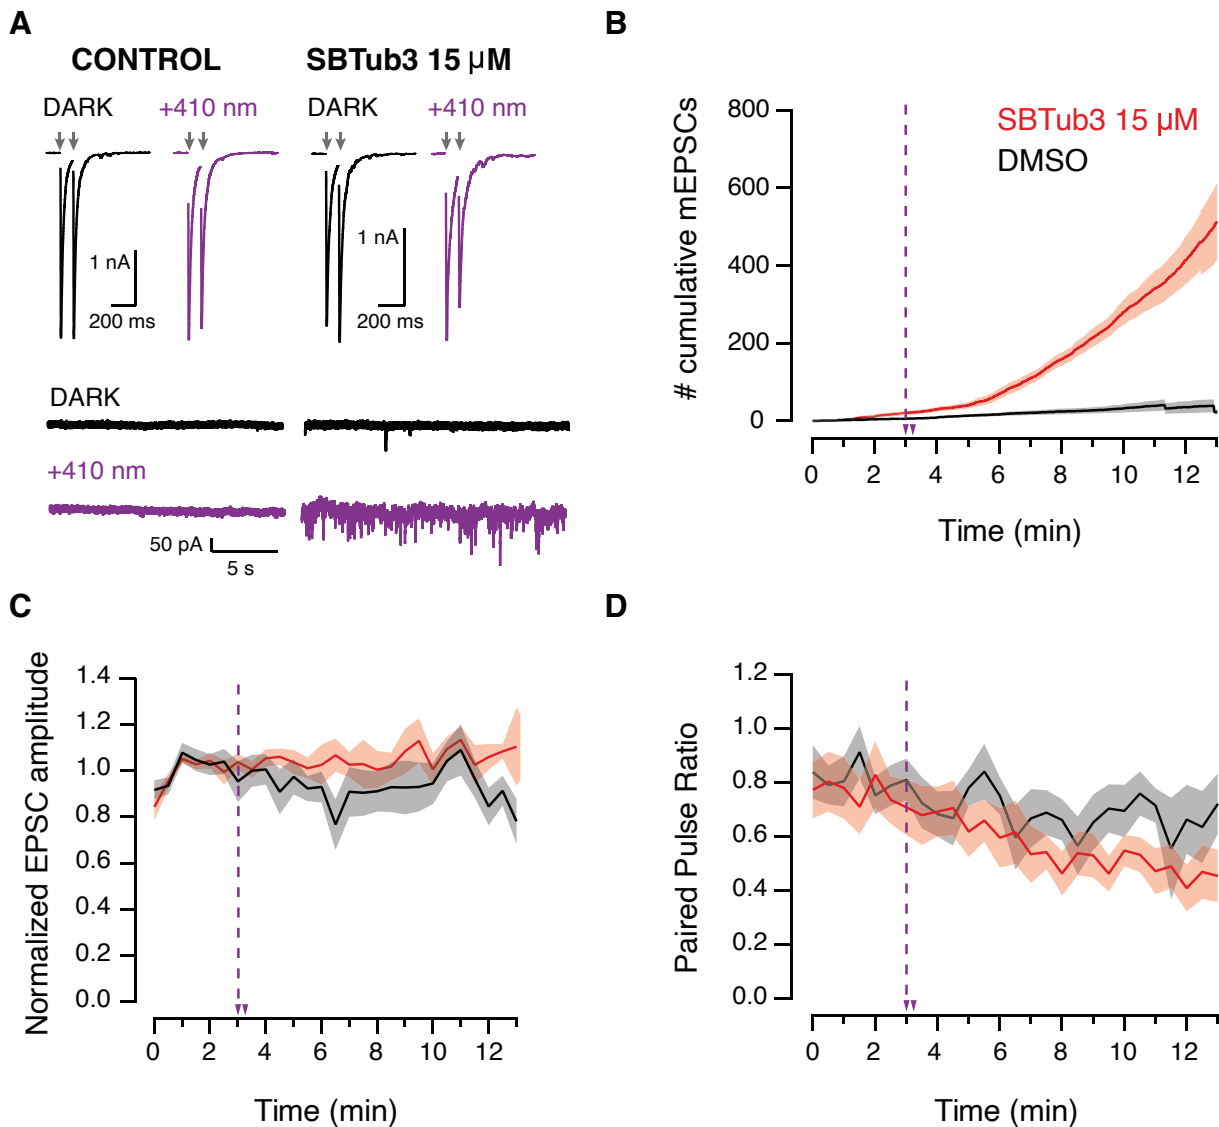 A
CONTROL
SBTub3 15 μM
DARK
+410 nm
DARK
+410 nm
1 nA
200 ms
1 nA
200 ms
DARK
+410 nm
50 pA
5 s
B
# cumulative mEPSCs
800
600
400
200
0
SBTub3 15 μM
DMSO
0 2 4 6 8 10 12
Time (min)
C
Normalized EPSC amplitude
1.4
1.2
1.0
0.8
0.6
0.4
0.2
0.0
0 2 4 6 8 10 12
Time (min)
D
Paired Pulse Ratio
1.2
1.0
0.8
0.6
0.4
0.2
0.0
0 2 4 6 8 10 12
Time (min)